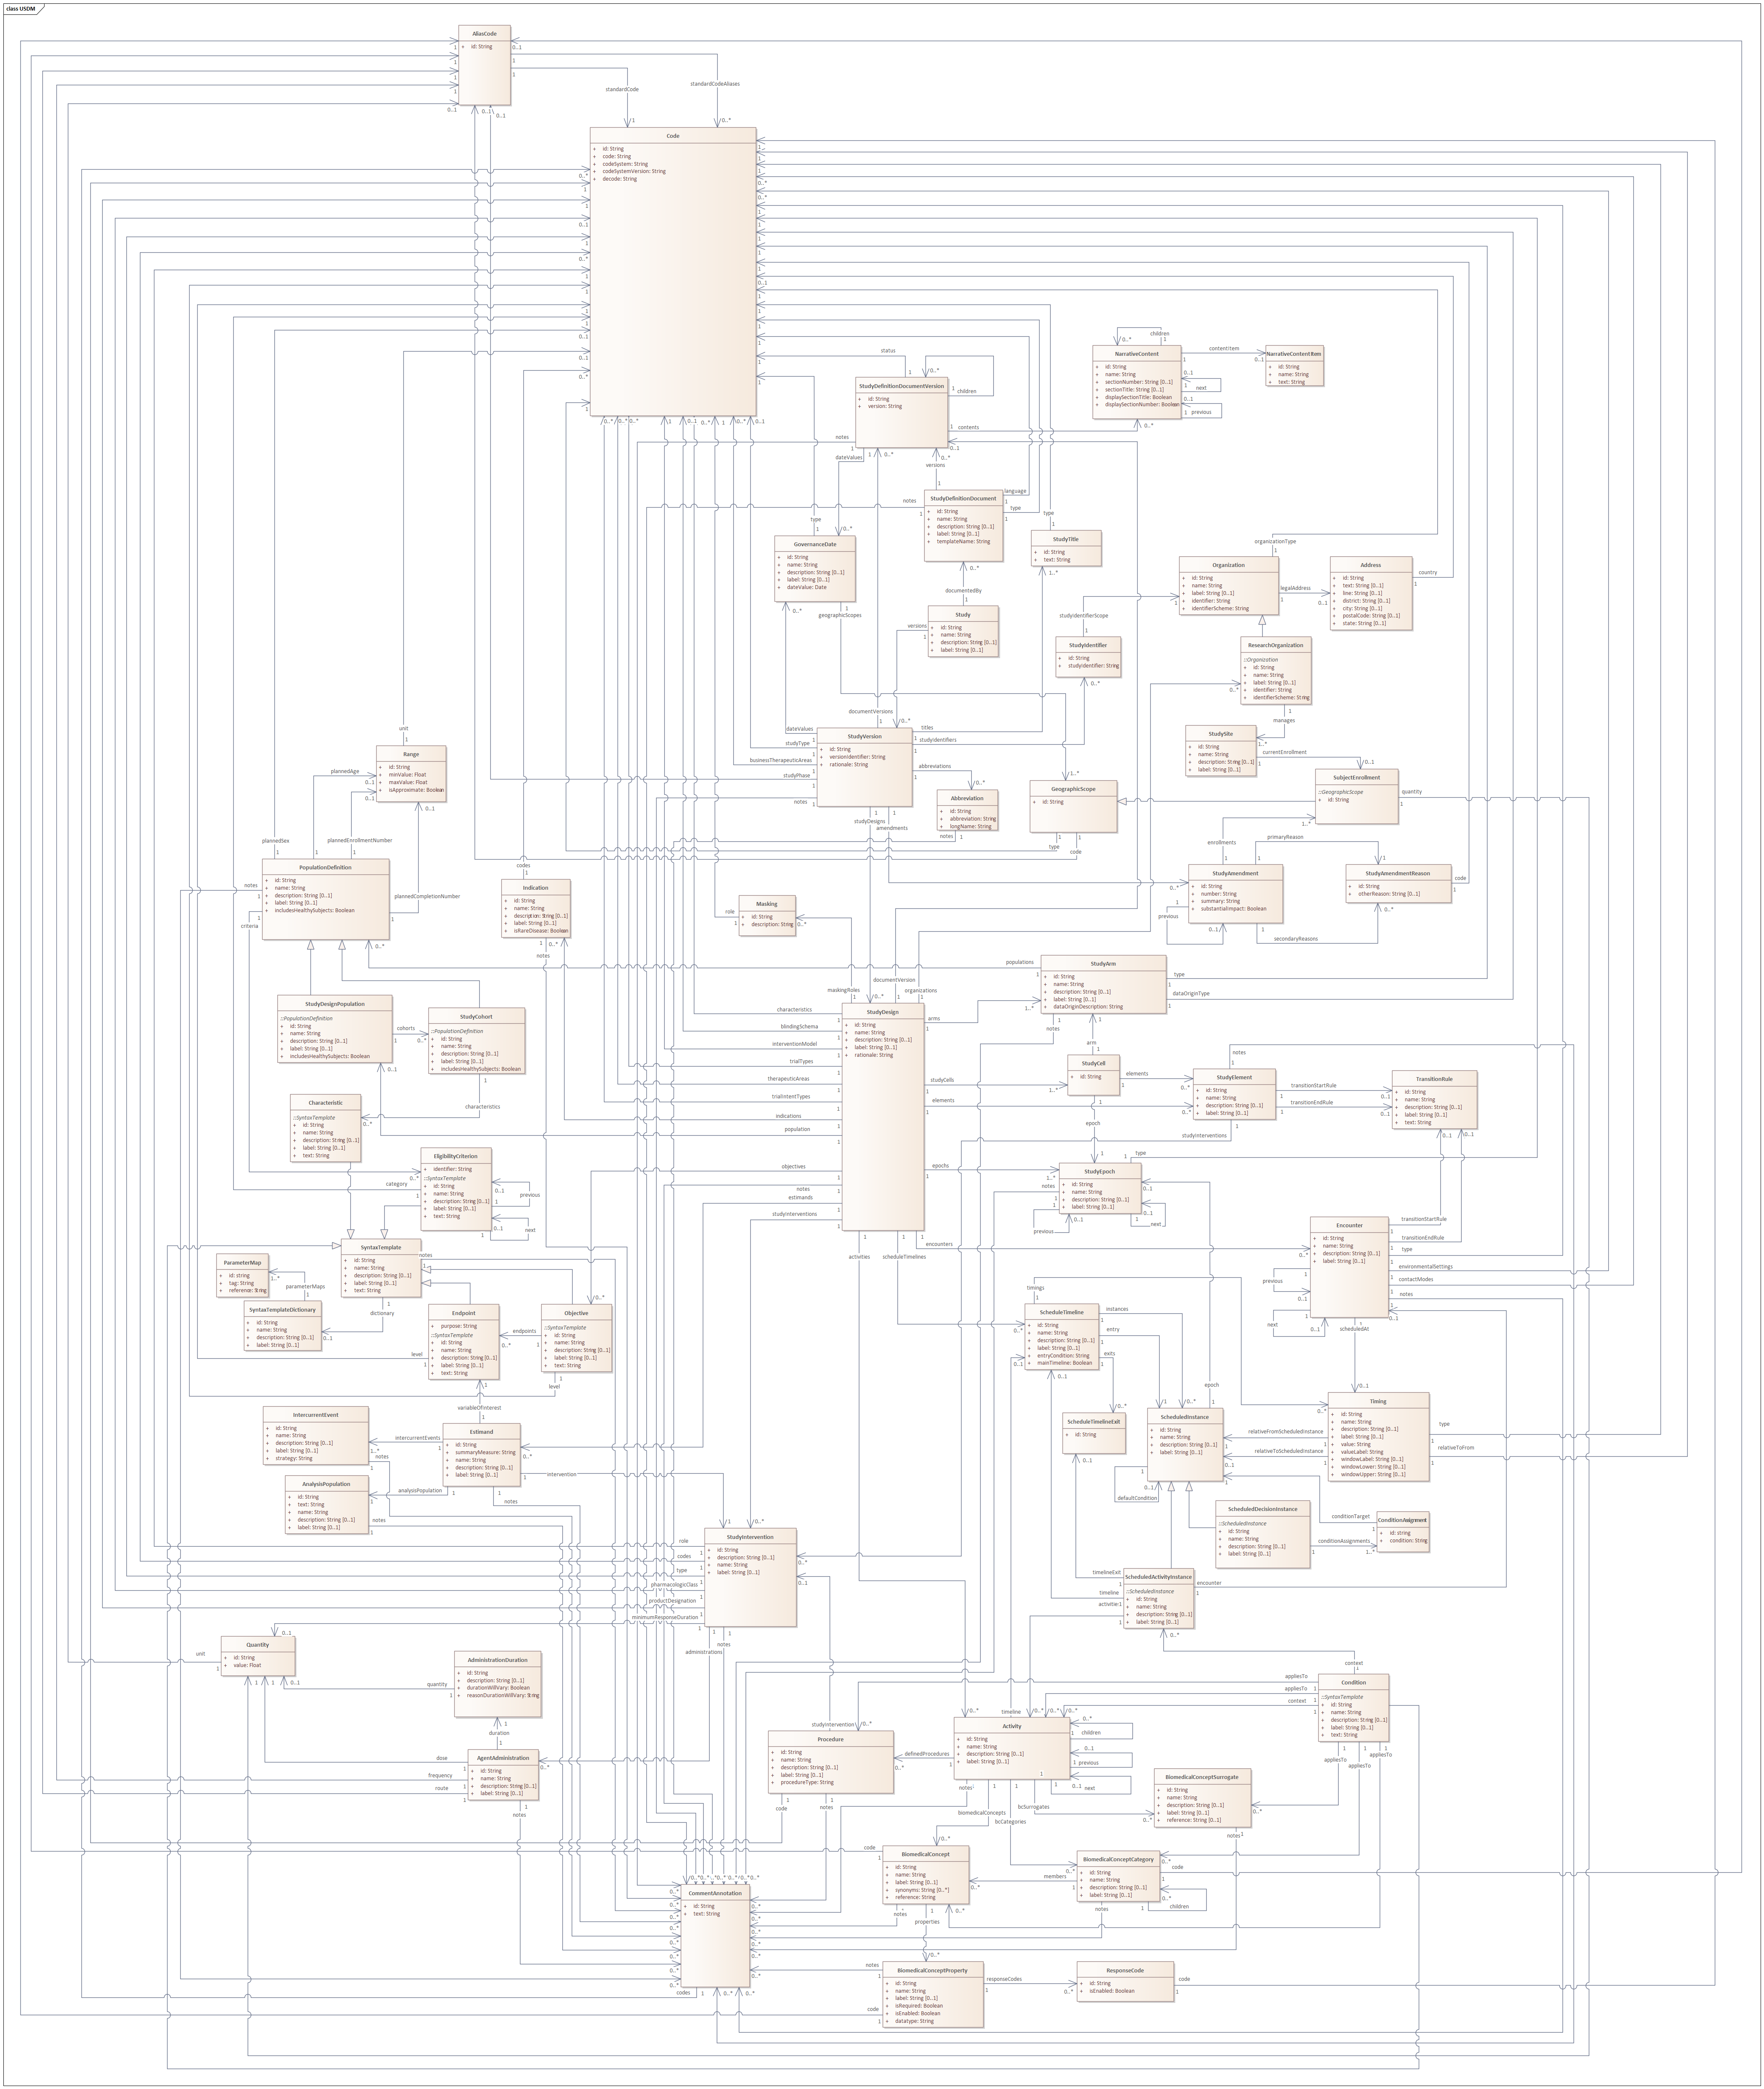 class USDM
AliasCode
+ id: String
standardCode
standardCodeAliases
Code
+ id: String
+ code: String
+ codeSystem: String
+ codeSystemVersion: String
+ decode: String
status
StudyDefinitionDocumentVersion
+ id: String
+ version: String
children
contents
notes
dateValues
versions
NarrativeContent
+ id: String
+ name: String
+ sectionNumber: String [0..1]
+ sectionTitle: String [0..1]
+ displaySectionTitle: Boolean
+ displaySectionNumber: Boolean
children
next
previous
contentItem
NarrativeContentItem
+ id: String
+ name: String
+ text: String
StudyDefinitionDocument
+ id: String
+ name: String
+ description: String [0..1]
+ label: String [0..1]
+ templateName: String
language
type
notes
documentedBy
GovernanceDate
+ id: String
+ name: String
+ description: String [0..1]
+ label: String [0..1]
+ dateValue: Date
type
geographicScopes
StudyTitle
+ id: String
+ text: String
type
Study
+ id: String
+ name: String
+ description: String [0..1]
+ label: String [0..1]
versions
Organization
+ id: String
+ name: String
+ label: String [0..1]
+ identifier: String
+ identifierScheme: String
organizationType
legalAddress
Address
+ id: String
+ text: String [0..1]
+ line: String [0..1]
+ district: String [0..1]
+ city: String [0..1]
+ postalCode: String [0..1]
+ state: String [0..1]
country
StudyIdentifier
+ id: String
+ studyIdentifier: String
studyIdentifierScope
ResearchOrganization
::Organization
+ id: String
+ name: String
+ label: String [0..1]
+ identifier: String
+ identifierScheme: String
manages
StudySite
+ id: String
+ name: String
+ description: String [0..1]
+ label: String [0..1]
currentEnrollment
SubjectEnrollment
::GeographicScope
+ id: String
quantity
StudyVersion
+ id: String
+ versionIdentifier: String
+ rationale: String
documentVersions
titles
studyIdentifiers
abbreviations
dateValues
studyType
businessTherapeuticAreas
studyPhase
notes
studyDesigns
amendments
Abbreviation
+ id: String
+ abbreviation: String
+ longName: String
notes
GeographicScope
+ id: String
type
code
StudyAmendment
+ id: String
+ number: String
+ summary: String
+ substantialImpact: Boolean
enrollments
primaryReason
secondaryReasons
previous
StudyAmendmentReason
+ id: String
+ otherReason: String [0..1]
code
Range
+ id: String
+ minValue: Float
+ maxValue: Float
+ isApproximate: Boolean
unit
plannedAge
plannedEnrollmentNumber
plannedSex
plannedCompletionNumber
PopulationDefinition
+ id: String
+ name: String
+ description: String [0..1]
+ label: String [0..1]
+ includesHealthySubjects: Boolean
notes
criteria
Indication
+ id: String
+ name: String
+ description: String [0..1]
+ label: String [0..1]
+ isRareDisease: Boolean
codes
notes
Masking
+ id: String
+ description: String
role
StudyDesignPopulation
::PopulationDefinition
+ id: String
+ name: String
+ description: String [0..1]
+ label: String [0..1]
+ includesHealthySubjects: Boolean
cohorts
StudyCohort
::PopulationDefinition
+ id: String
+ name: String
+ description: String [0..1]
+ label: String [0..1]
+ includesHealthySubjects: Boolean
characteristics
StudyDesign
+ id: String
+ name: String
+ description: String [0..1]
+ label: String [0..1]
+ rationale: String
maskingRoles
documentVersion
organizations
characteristics
blindingSchema
interventionModel
trialTypes
therapeuticAreas
trialIntentTypes
indications
population
objectives
notes
estimands
studyInterventions
activities
scheduleTimelines
arms
studyCells
elements
epochs
encounters
StudyArm
+ id: String
+ name: String
+ description: String [0..1]
+ label: String [0..1]
+ dataOriginDescription: String
populations
type
dataOriginType
notes
StudyCell
+ id: String
arm
elements
epoch
StudyElement
+ id: String
+ name: String
+ description: String [0..1]
+ label: String [0..1]
notes
transitionStartRule
transitionEndRule
studyInterventions
TransitionRule
+ id: String
+ name: String
+ description: String [0..1]
+ label: String [0..1]
+ text: String
StudyEpoch
+ id: String
+ name: String
+ description: String [0..1]
+ label: String [0..1]
type
notes
previous
next
Encounter
+ id: String
+ name: String
+ description: String [0..1]
+ label: String [0..1]
transitionStartRule
transitionEndRule
type
environmentalSettings
contactModes
notes
previous
next
scheduledAt
Characteristic
::SyntaxTemplate
+ id: String
+ name: String
+ description: String [0..1]
+ label: String [0..1]
+ text: String
EligibilityCriterion
+ identifier: String
::SyntaxTemplate
+ id: String
+ name: String
+ description: String [0..1]
+ label: String [0..1]
+ text: String
category
previous
next
SyntaxTemplate
+ id: String
+ name: String
+ description: String [0..1]
+ label: String [0..1]
+ text: String
notes
dictionary
ParameterMap
+ id: string
+ tag: String
+ reference: String
parameterMaps
SyntaxTemplateDictionary
+ id: String
+ name: String
+ description: String [0..1]
+ label: String [0..1]
Endpoint
+ purpose: String
::SyntaxTemplate
+ id: String
+ name: String
+ description: String [0..1]
+ label: String [0..1]
+ text: String
level
Objective
::SyntaxTemplate
+ id: String
+ name: String
+ description: String [0..1]
+ label: String [0..1]
+ text: String
endpoints
level
variableOfInterest
IntercurrentEvent
+ id: String
+ name: String
+ description: String [0..1]
+ label: String [0..1]
+ strategy: String
notes
Estimand
+ id: String
+ summaryMeasure: String
+ name: String
+ description: String [0..1]
+ label: String [0..1]
intercurrentEvents
analysisPopulation
intervention
notes
AnalysisPopulation
+ id: String
+ text: String
+ name: String
+ description: String [0..1]
+ label: String [0..1]
notes
ScheduleTimeline
+ id: String
+ name: String
+ description: String [0..1]
+ label: String [0..1]
+ entryCondition: String
+ mainTimeline: Boolean
timings
instances
entry
exits
ScheduleTimelineExit
+ id: String
ScheduledInstance
+ id: String
+ name: String
+ description: String [0..1]
+ label: String [0..1]
epoch
defaultCondition
Timing
+ id: String
+ name: String
+ description: String [0..1]
+ label: String [0..1]
+ value: String
+ valueLabel: String
+ windowLabel: String [0..1]
+ windowLower: String [0..1]
+ windowUpper: String [0..1]
relativeFromScheduledInstance
relativeToScheduledInstance
type
relativeToFrom
ScheduledDecisionInstance
::ScheduledInstance
+ id: String
+ name: String
+ description: String [0..1]
+ label: String [0..1]
conditionTarget
conditionAssignments
ConditionAssignment
+ id: string
+ condition: String
ScheduledActivityInstance
::ScheduledInstance
+ id: String
+ name: String
+ description: String [0..1]
+ label: String [0..1]
timelineExit
timeline
encounter
StudyIntervention
+ id: String
+ description: String [0..1]
+ name: String
+ label: String [0..1]
role
codes
type
pharmacologicClass
productDesignation
minimumResponseDuration
administrations
notes
Quantity
+ id: String
+ value: Float
unit
AdministrationDuration
+ id: String
+ description: String [0..1]
+ durationWillVary: Boolean
+ reasonDurationWillVary: String
quantity
duration
AgentAdministration
+ id: String
+ name: String
+ description: String [0..1]
+ label: String [0..1]
dose
frequency
route
notes
Procedure
+ id: String
+ name: String
+ description: String [0..1]
+ label: String [0..1]
+ procedureType: String
studyIntervention
code
notes
Activity
+ id: String
+ name: String
+ description: String [0..1]
+ label: String [0..1]
timeline
definedProcedures
children
previous
next
notes
biomedicalConcepts
bcCategories
bcSurrogates
Condition
::SyntaxTemplate
+ id: String
+ name: String
+ description: String [0..1]
+ label: String [0..1]
+ text: String
context
appliesTo
appliesTo
context
appliesTo
appliesTo
appliesTo
BiomedicalConceptSurrogate
+ id: String
+ name: String
+ description: String [0..1]
+ label: String [0..1]
+ reference: String [0..1]
notes
BiomedicalConcept
+ id: String
+ name: String
+ label: String [0..1]
+ synonyms: String [0..*]
+ reference: String
code
notes
properties
BiomedicalConceptCategory
+ id: String
+ name: String
+ description: String [0..1]
+ label: String [0..1]
members
code
children
notes
CommentAnnotation
+ id: String
+ text: String
codes
BiomedicalConceptProperty
+ id: String
+ name: String
+ label: String [0..1]
+ isRequired: Boolean
+ isEnabled: Boolean
+ datatype: String
notes
code
responseCodes
ResponseCode
+ id: String
+ isEnabled: Boolean
code